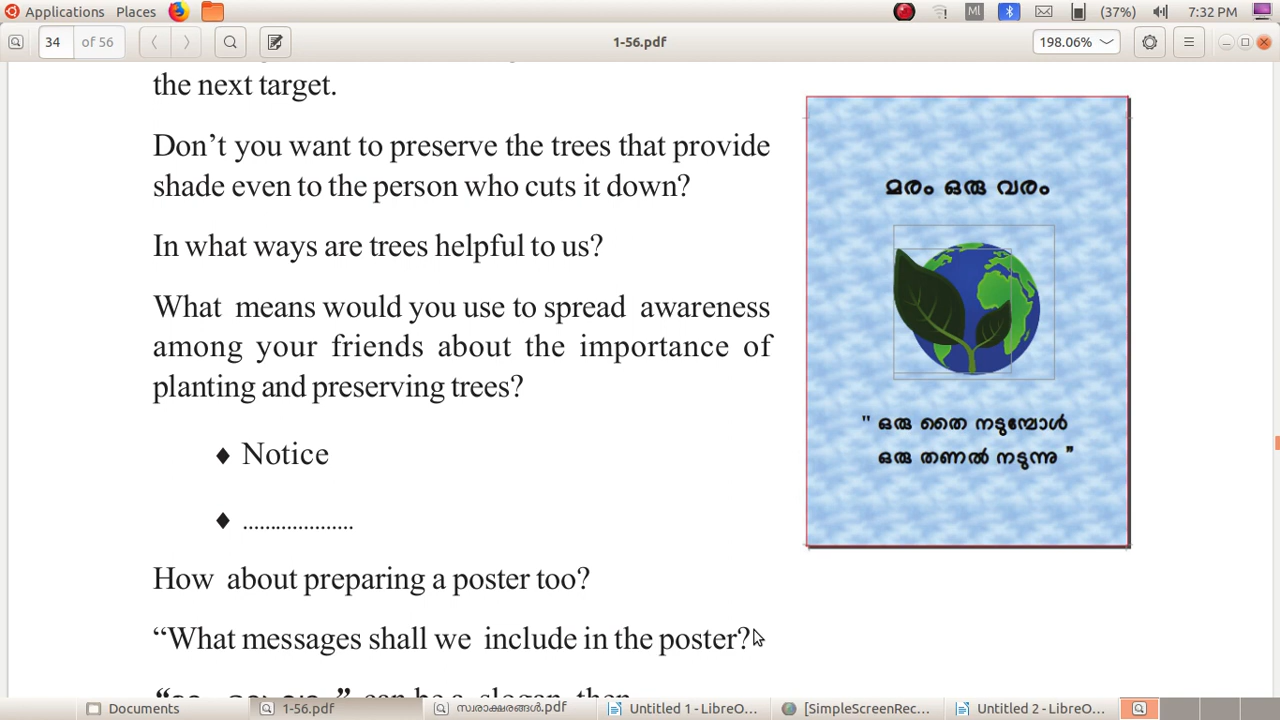 Applications Places Ml (37%) 7:32 PM
34 of 56 1-56.pdf 198.06%
the next target.
Don't you want to preserve the trees that provide
shade even to the person who cuts it down?
In what ways are trees helpful to us?
What means would you use to spread awareness
among your friends about the importance of
planting and preserving trees?
♦ Notice
♦ ....................
How about preparing a poster too?
“What messages shall we include in the poster?
can be a slogan then
മരം ഒരു വരം
" ഒരു തൈ നടുമ്പോൾ
ഒരു തണൽ നടുന്നു ”
Documents 1-56.pdf സ്വരാക്ഷരങ്ങൾ.pdf Untitled 1 - LibreO... [SimpleScreenRec... Untitled 2 - LibreO...